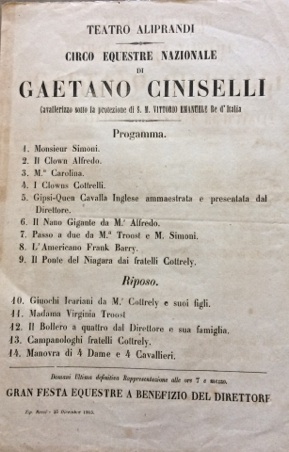 TEATRO ALIPRANDI
CIRCO EQUESTRE NAZIONALE
DI
GAETANO CINISELLI
Cavallerizzo sotto la protezione di S. M. VITTORIO EMANUELE Re d'Italia
Progamma.
1. Monsieur Simoni.
2. Il Clown Alfredo.
3. M.ª Carolina.
4. I Clowns Cottrelli.
5. Gipsi-Quen Cavalla Inglese ammaestrata e presentata dal
Direttore.
6. Il Nano Gigante da M.r Alfredo.
7. Passo a due da M.ª Troost e M. Simoni.
8. L'Americano Frank Barry.
9. Il Ponte del Niagara dai fratelli Cottrely.
Riposo.
10. Giuochi Icariani da M.r Cottrely e suoi figli.
11. Madama Virginia Troost
12. Il Bollero a quattro dal Direttore e sua famiglia.
13. Campanologhi fratelli Cottrely.
14. Manovra di 4 Dame e 4 Cavalieri.
Domani Ultima definitiva Rappresentazione alle ore 7 e mezzo.
GRAN FESTA EQUESTRE A BENEFIZIO DEL DIRETTORE